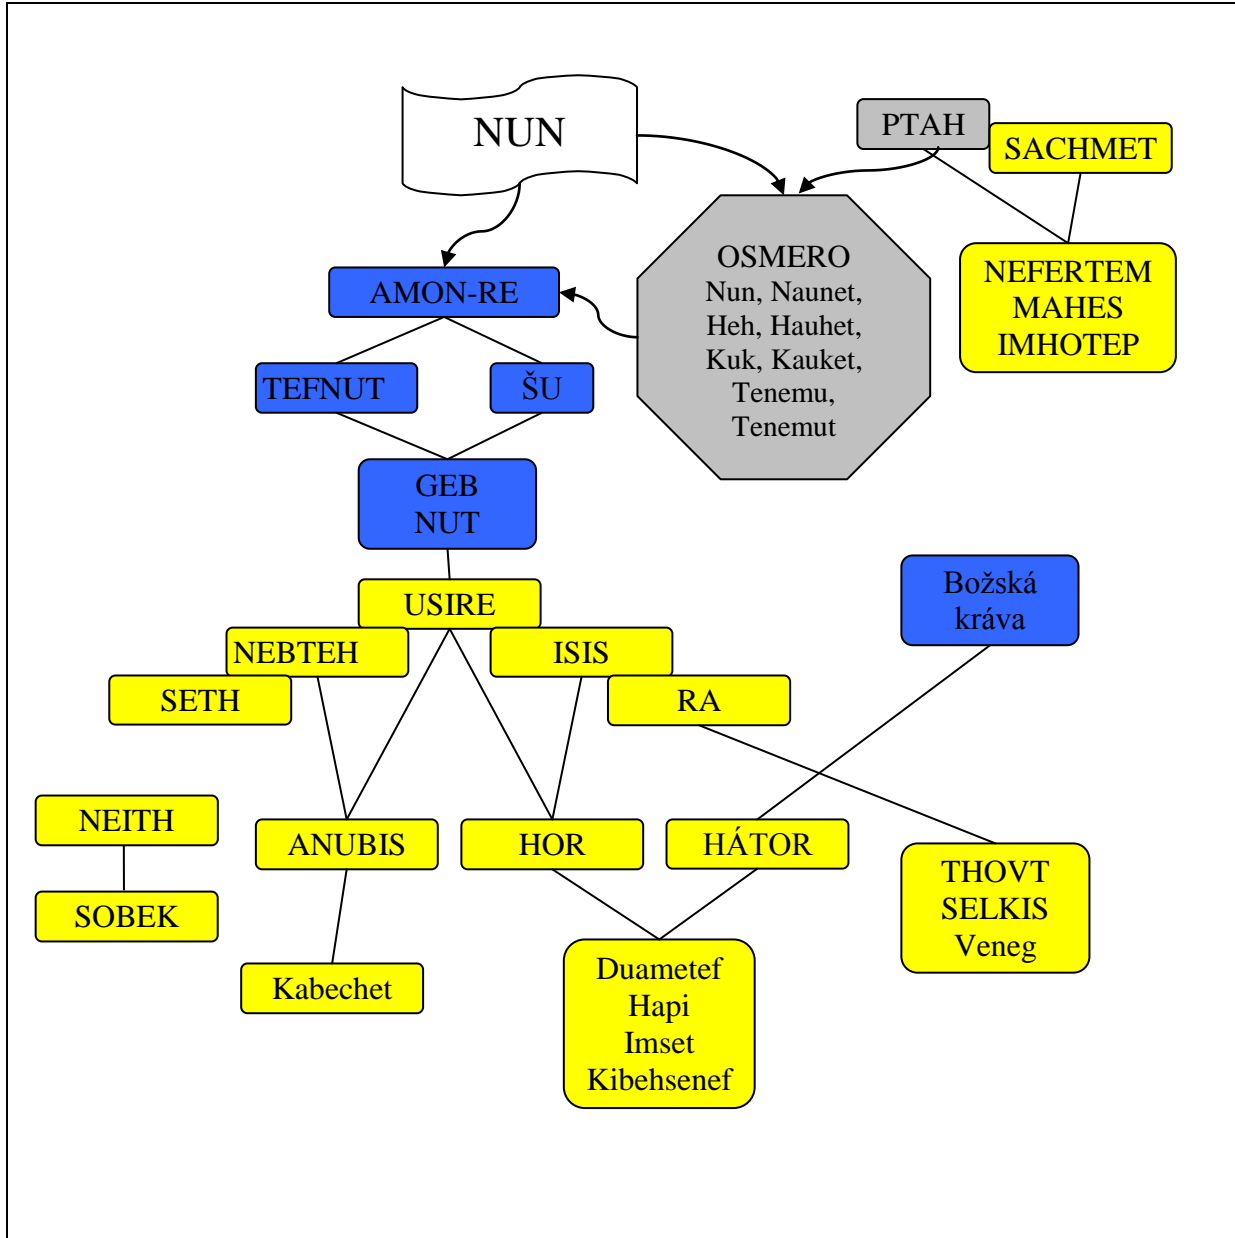 NUN
PTAH
SACHMET
OSMERO
Nun, Naunet,
Heh, Hauhet,
Kuk, Kauket,
Tenemu,
Tenemut
NEFERTEM
MAHES
IMHOTEP
AMON-RE
TEFNUT
ŠU
GEB
NUT
USIRE
Božská
kráva
NEBTEH
ISIS
SETH
RA
NEITH
ANUBIS
HOR
HÁTOR
THOVT
SELKIS
Veneg
SOBEK
Kabechet
Duametef
Hapi
Imset
Kibehsenef